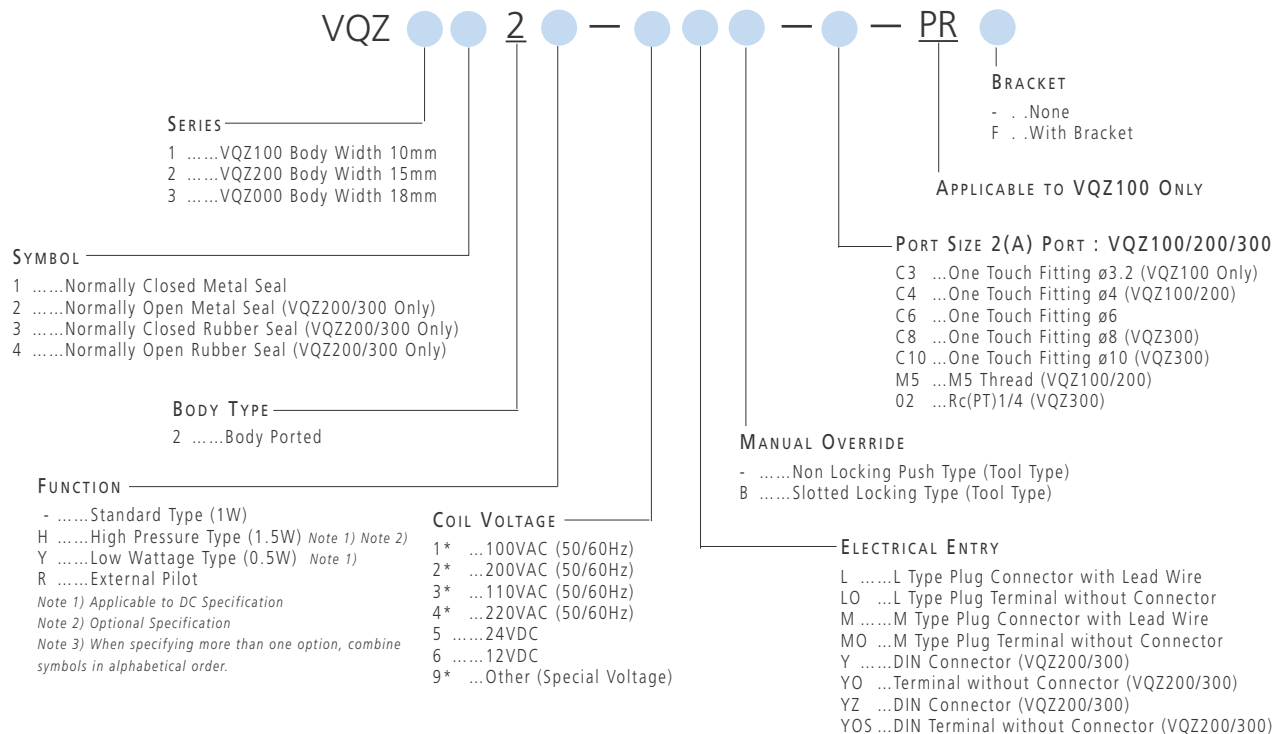 VQZ 2 — — — PR
BRACKET
- . .None
F . .With Bracket
APPLICABLE TO VQZ100 ONLY
SERIES
1 ......VQZ100 Body Width 10mm
2 ......VQZ200 Body Width 15mm
3 ......VQZ000 Body Width 18mm
SYMBOL
1 ......Normally Closed Metal Seal
2 ......Normally Open Metal Seal (VQZ200/300 Only)
3 ......Normally Closed Rubber Seal (VQZ200/300 Only)
4 ......Normally Open Rubber Seal (VQZ200/300 Only)
PORT SIZE 2(A) PORT : VQZ100/200/300
C3 ...One Touch Fitting ø3.2 (VQZ100 Only)
C4 ...One Touch Fitting ø4 (VQZ100/200)
C6 ...One Touch Fitting ø6
C8 ...One Touch Fitting ø8 (VQZ300)
C10 ...One Touch Fitting ø10 (VQZ300)
M5 ...M5 Thread (VQZ100/200)
02 ...Rc(PT)1/4 (VQZ300)
BODY TYPE
2 ......Body Ported
MANUAL OVERRIDE
- ......Non Locking Push Type (Tool Type)
B ......Slotted Locking Type (Tool Type)
FUNCTION
- ......Standard Type (1W)
H ......High Pressure Type (1.5W) Note 1) Note 2)
Y ......Low Wattage Type (0.5W) Note 1)
R ......External Pilot
Note 1) Applicable to DC Specification
Note 2) Optional Specification
Note 3) When specifying more than one option, combine
symbols in alphabetical order.
COIL VOLTAGE
1* ...100VAC (50/60Hz)
2* ...200VAC (50/60Hz)
3* ...110VAC (50/60Hz)
4* ...220VAC (50/60Hz)
5 ......24VDC
6 ......12VDC
9* ...Other (Special Voltage)
ELECTRICAL ENTRY
L ......L Type Plug Connector with Lead Wire
LO ...L Type Plug Terminal without Connector
M ......M Type Plug Connector with Lead Wire
MO ...M Type Plug Terminal without Connector
Y ......DIN Connector (VQZ200/300)
YO ...Terminal without Connector (VQZ200/300)
YZ ...DIN Connector (VQZ200/300)
YOS ...DIN Terminal without Connector (VQZ200/300)